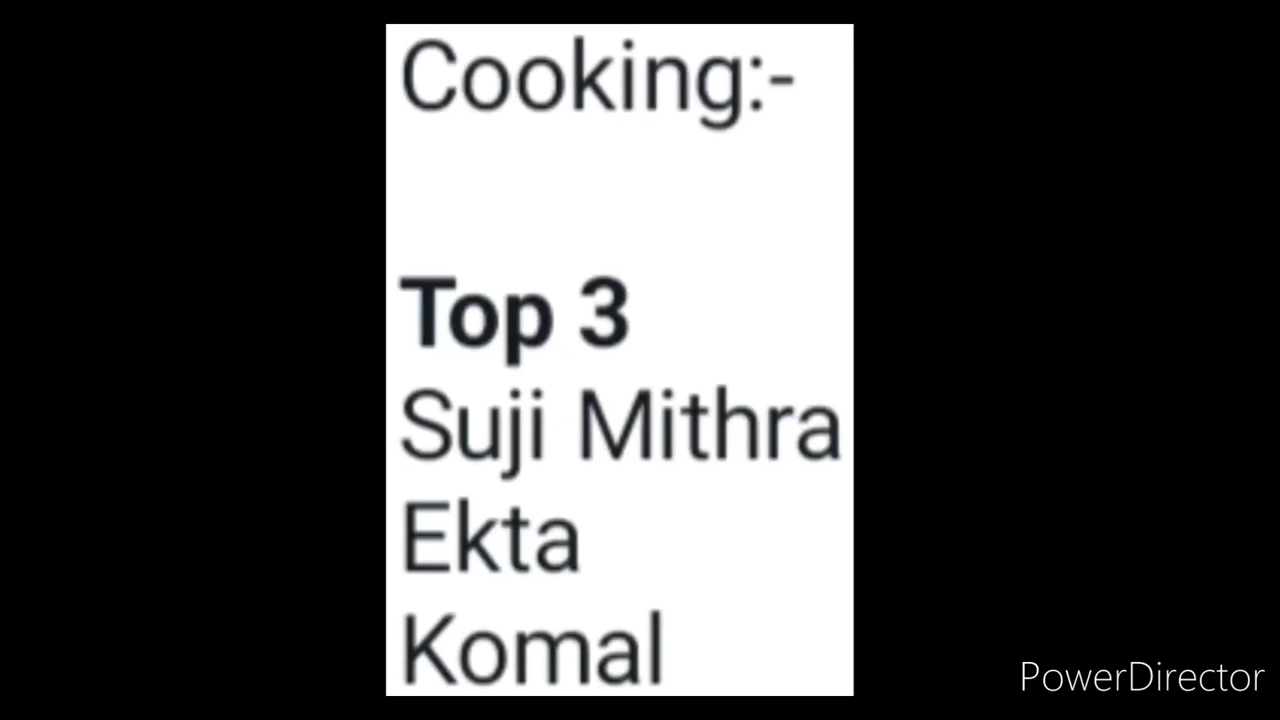 Cooking:-
Top 3
Suji Mithra
Ekta
Komal
PowerDirector